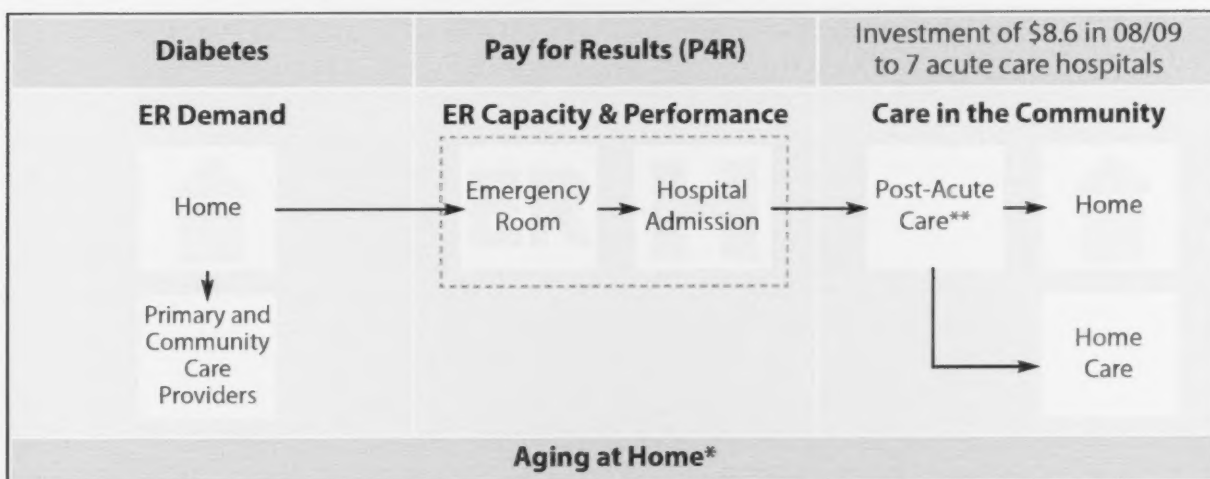 Diabetes
Pay for Results (P4R)
Investment of $8.6 in 08/09
to 7 acute care hospitals
ER Demand
ER Capacity & Performance
Care in the Community
Home
Emergency
Room
Hospital
Admission
Post-Acute
Care**
Home
Primary and
Community
Care
Providers
Home
Care
Aging at Home*